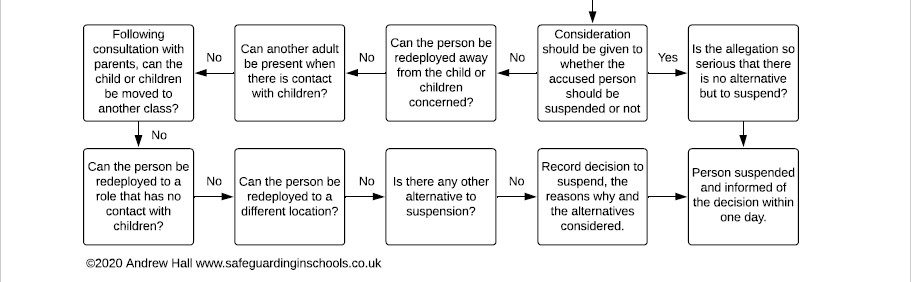 Following
consultation with
parents, can the
child or children
be moved to
another class?
No
Can another adult
be present when
there is contact
with children?
No
Can the person be
redeployed away
from the child or
children
concerned?
No
Consideration
should be given to
whether the
accused person
should be
suspended or not
Yes
Is the allegation so
serious that there
is no alternative
but to suspend?
No
Can the person be
redeployed to a
role that has no
contact with
children?
No
Can the person be
redeployed to a
different location?
No
Is there any other
alternative to
suspension?
No
Record decision to
suspend, the
reasons why and
the alternatives
considered.
Person suspended
and informed of
the decision within
one day.
©2020 Andrew Hall www.safeguardinginschools.co.uk